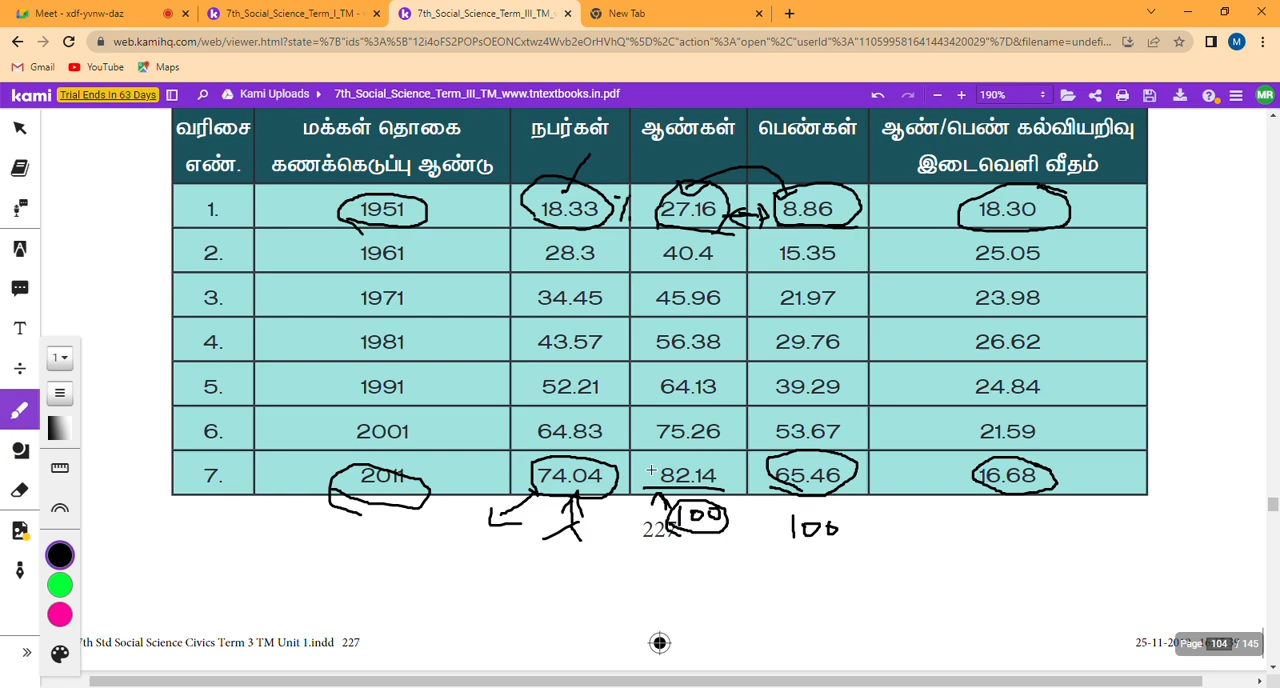 Meet - xdf-yvnw-daz
7th_Social_Science_Term_I_TM -
7th_Social_Science_Term_III_TM_
New Tab
web.kamihq.com/web/viewer.html?state=%7B"ids"%3A%5B"12i4oFS2POPsOEONCxtwz4Wvb2eOrHVhQ"%5D%2C"action"%3A"open"%2C"userId"%3A"110599581641443420029"%7D&filename=undefi...
Gmail YouTube Maps
kami Trial Ends In 63 Days Kami Uploads 7th_Social_Science_Term_III_TM_www.tntextbooks.in.pdf 190% MR
வரிசை எண். மக்கள் தொகை கணக்கெடுப்பு ஆண்டு நபர்கள் ஆண்கள் பெண்கள் ஆண்/பெண் கல்வியறிவு இடைவெளி வீதம்
1. 1951 18.33 % 27.16 8.86 18.30
2. 1961 28.3 40.4 15.35 25.05
3. 1971 34.45 45.96 21.97 23.98
4. 1981 43.57 56.38 29.76 26.62
5. 1991 52.21 64.13 39.29 24.84
6. 2001 64.83 75.26 53.67 21.59
7. 2011 74.04 82.14 65.46 16.68
100 100
227
7th Std Social Science Civics Term 3 TM Unit 1.indd 227
Page 104 / 145